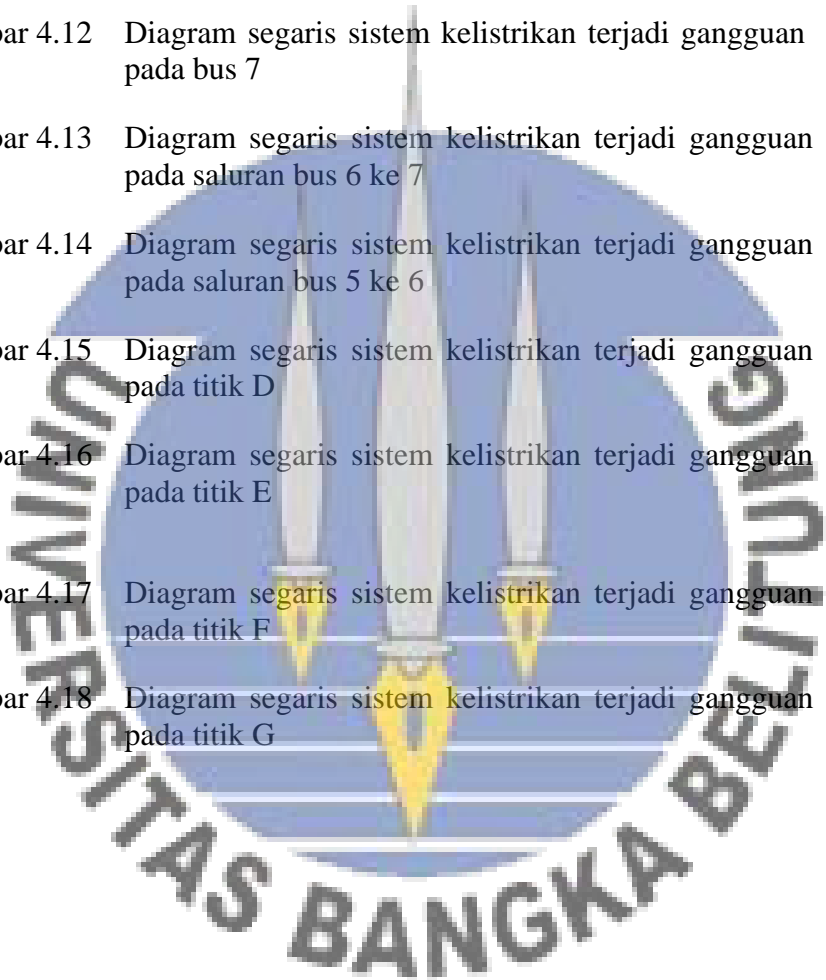 bar 4.12 Diagram segaris sistem kelistrikan terjadi gangguan
pada bus 7
bar 4.13 Diagram segaris sistem kelistrikan terjadi gangguan
pada saluran bus 6 ke 7
bar 4.14 Diagram segaris sistem kelistrikan terjadi gangguan
pada saluran bus 5 ke 6
bar 4.15 Diagram segaris sistem kelistrikan terjadi gangguan
pada titik D
bar 4.16 Diagram segaris sistem kelistrikan terjadi gangguan
pada titik E
bar 4.17 Diagram segaris sistem kelistrikan terjadi gangguan
pada titik F
bar 4.18 Diagram segaris sistem kelistrikan terjadi gangguan
pada titik G
UNIVERSITAS BANGKA BELITUNG